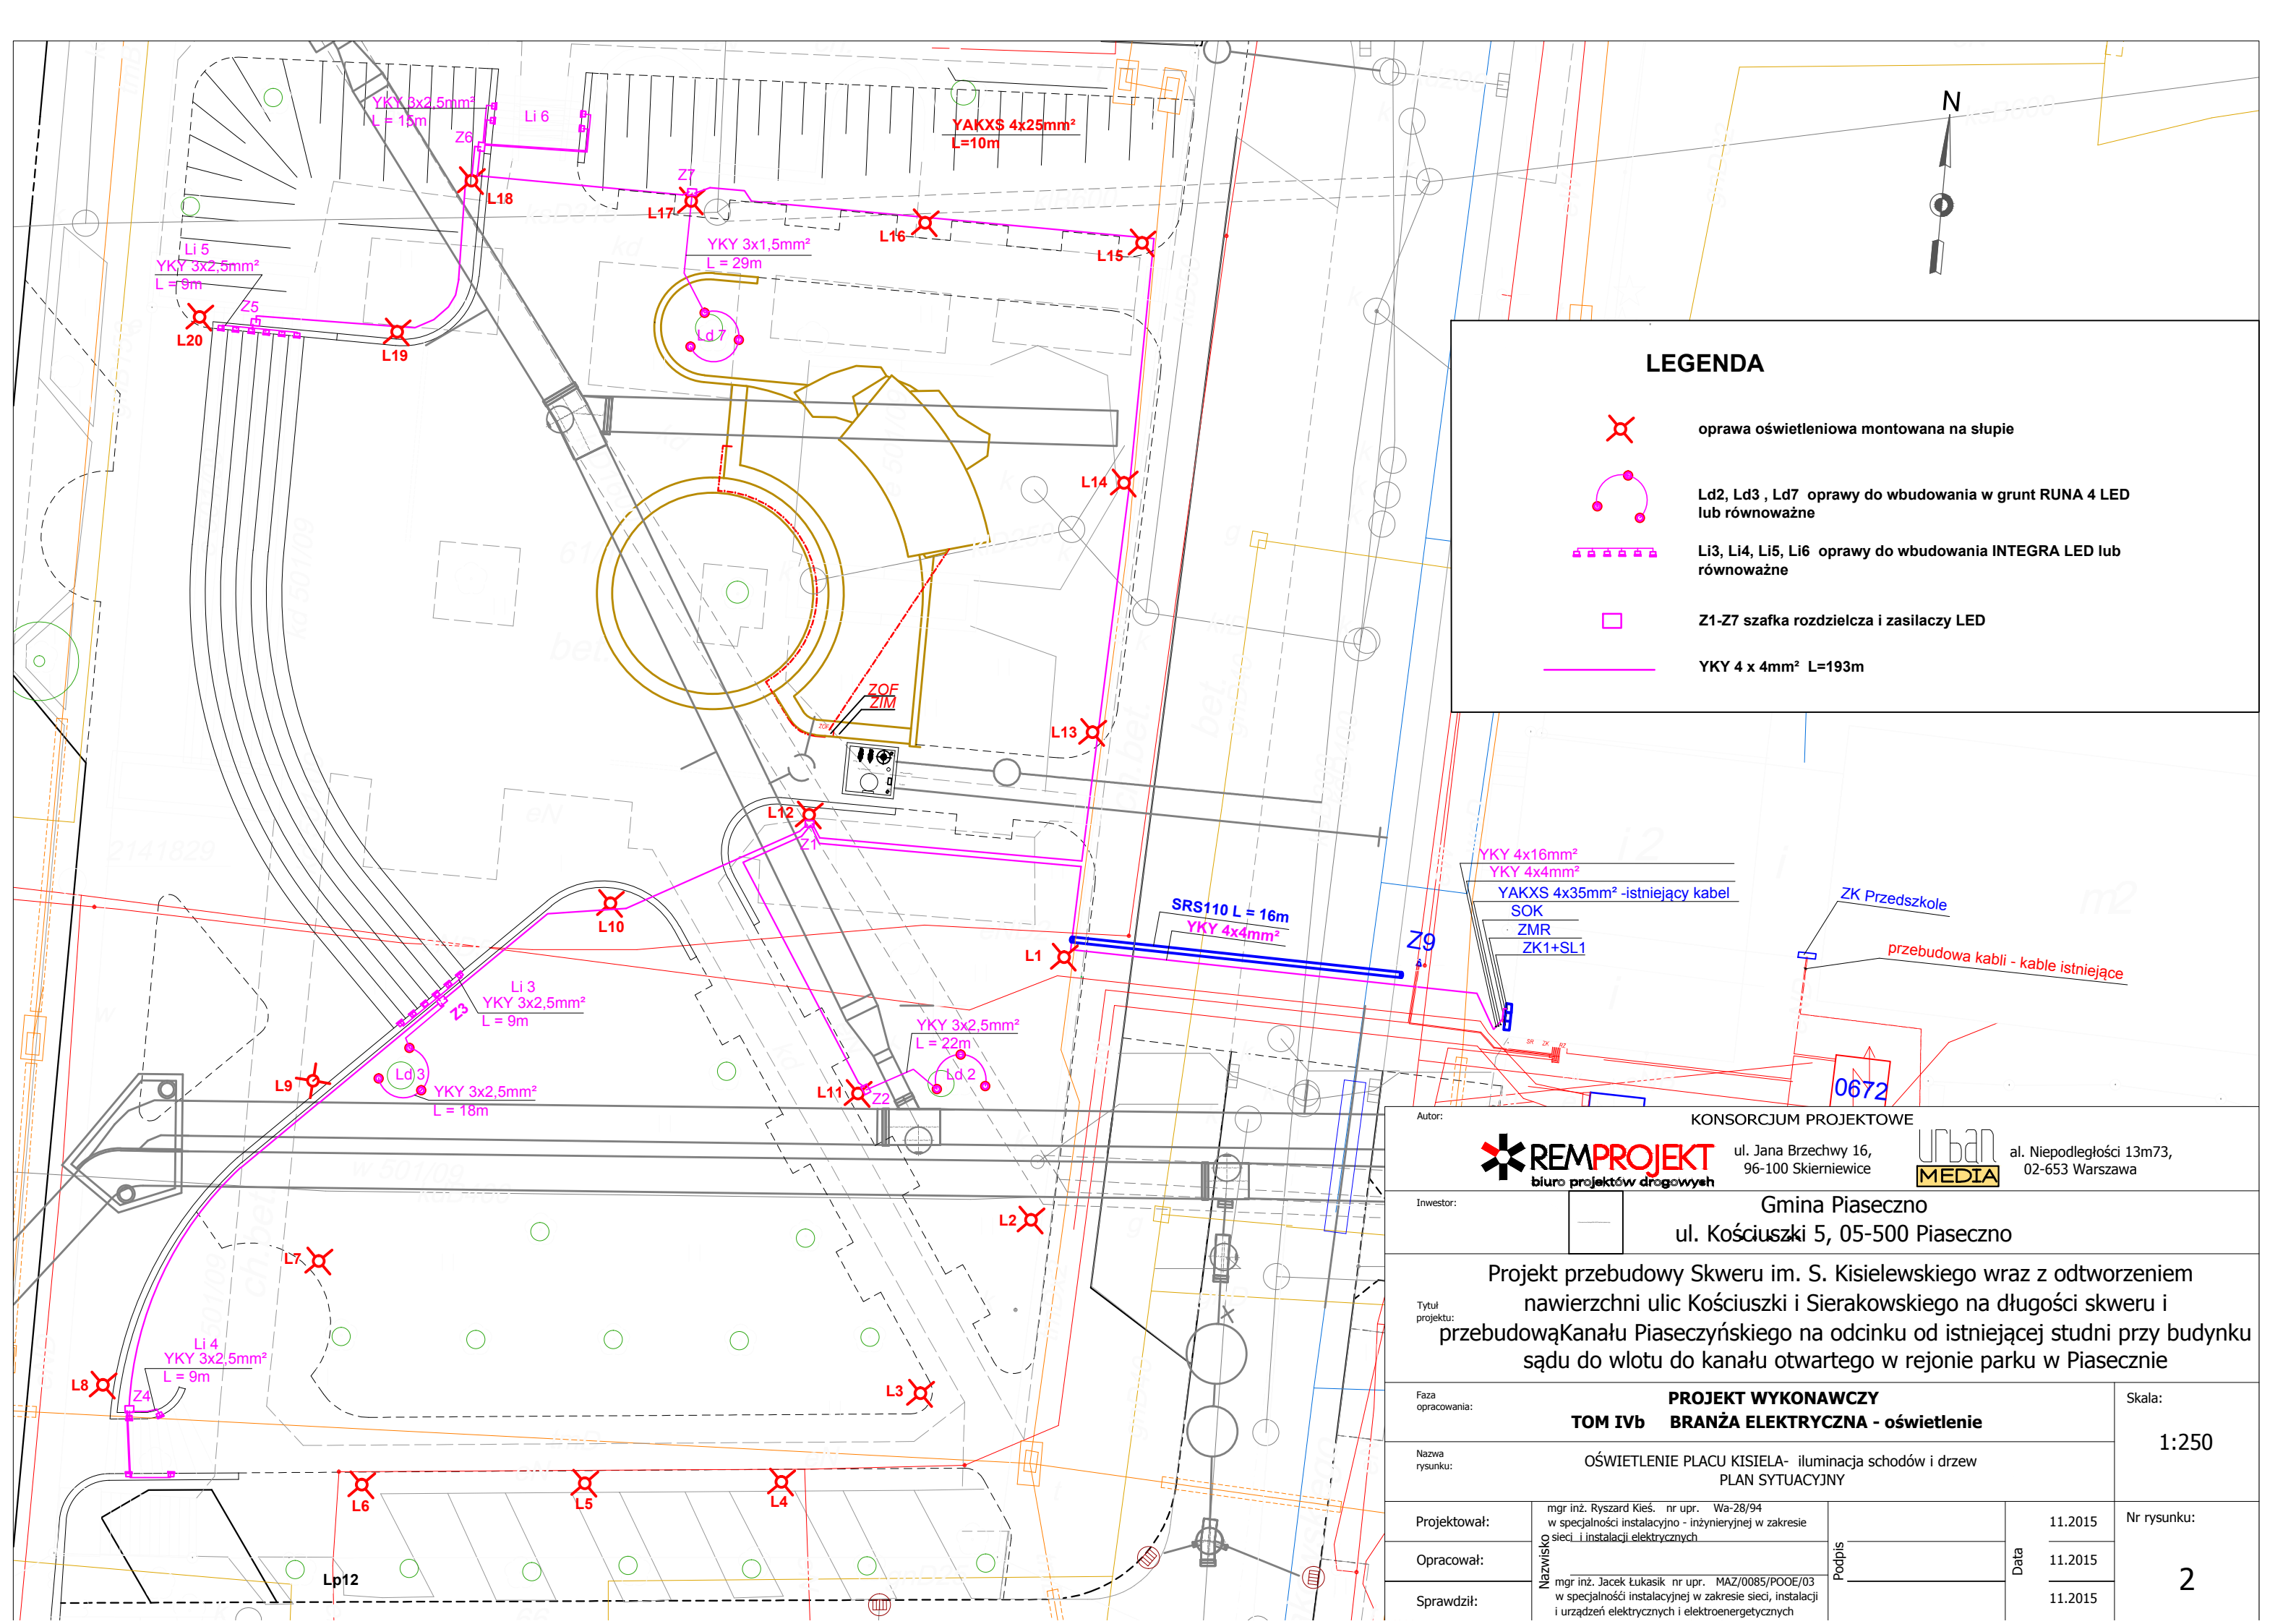 YKY 3x2,5mm²
L = 15m
Li 6
Z6
L18
Z7
L17
YAKXS 4x25mm²
L=10m
L16
L15
N
Li 5
YKY 3x2,5mm²
L = 9m
Z5
L20
L19
YKY 3x1,5mm²
L = 29m
Ld 7
LEGENDA
oprawa oświetleniowa montowana na słupie
Ld2, Ld3 , Ld7 oprawy do wbudowania w grunt RUNA 4 LED
lub równoważne
Li3, Li4, Li5, Li6 oprawy do wbudowania INTEGRA LED lub
równoważne
Z1-Z7 szafka rozdzielcza i zasilaczy LED
YKY 4 x 4mm² L=193m
L14
ZOF
ZIM
L13
L12
Z1
L10
YKY 4x16mm²
YKY 4x4mm²
YAKXS 4x35mm² -istniejący kabel
SOK
ZMR
ZK1+SL1
ZK Przedszkole
przebudowa kabli - kable istniejące
SRS110 L = 16m
YKY 4x4mm²
Z9
L1
Li 3
YKY 3x2,5mm²
L = 9m
Z3
YKY 3x2,5mm²
L = 22m
Ld 2
L11
Z2
L9
Ld 3
YKY 3x2,5mm²
L = 18m
SR ZK RZ
0672
L2
L7
Li 4
YKY 3x2,5mm²
L = 9m
L8
Z4
L3
L6
L5
L4
Lp12
Autor:
KONSORCJUM PROJEKTOWE
REMPROJEKT
biuro projektów drogowych
ul. Jana Brzechwy 16,
96-100 Skierniewice
urban
MEDIA
al. Niepodległości 13m73,
02-653 Warszawa
Inwestor:
Gmina Piaseczno
ul. Kościuszki 5, 05-500 Piaseczno
Tytuł
projektu:
Projekt przebudowy Skweru im. S. Kisielewskiego wraz z odtworzeniem
nawierzchni ulic Kościuszki i Sierakowskiego na długości skweru i
przebudowąKanału Piaseczyńskiego na odcinku od istniejącej studni przy budynku
sądu do wlotu do kanału otwartego w rejonie parku w Piasecznie
Faza
opracowania:
PROJEKT WYKONAWCZY
TOM IVb BRANŻA ELEKTRYCZNA - oświetlenie
Skala:
1:250
Nazwa
rysunku:
OŚWIETLENIE PLACU KISIELA- iluminacja schodów i drzew
PLAN SYTUACYJNY
Projektował:
Nazwisko
mgr inż. Ryszard Kieś. nr upr. Wa-28/94
w specjalności instalacyjno - inżynieryjnej w zakresie
sieci i instalacji elektrycznych
Podpis
Data
11.2015
Nr rysunku:
2
Opracował:
11.2015
Sprawdził:
mgr inż. Jacek Łukasik nr upr. MAZ/0085/POOE/03
w specjalnośći instalacyjnej w zakresie sieci, instalacji
i urządzeń elektrycznych i elektroenergetycznych
11.2015